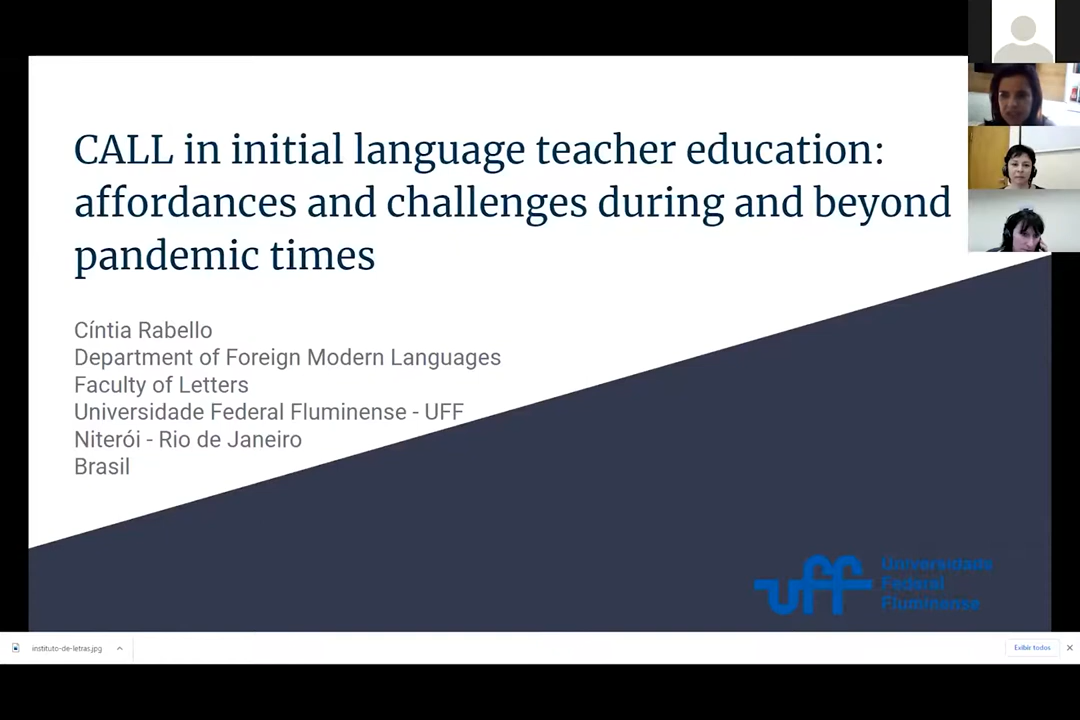 CALL in initial language teacher education:
affordances and challenges during and beyond
pandemic times
Cíntia Rabello
Department of Foreign Modern Languages
Faculty of Letters
Universidade Federal Fluminense - UFF
Niterói - Rio de Janeiro
Brasil
uff
Universidade
Federal
Fluminense
instituto-de-letras.jpg
Exibir todos